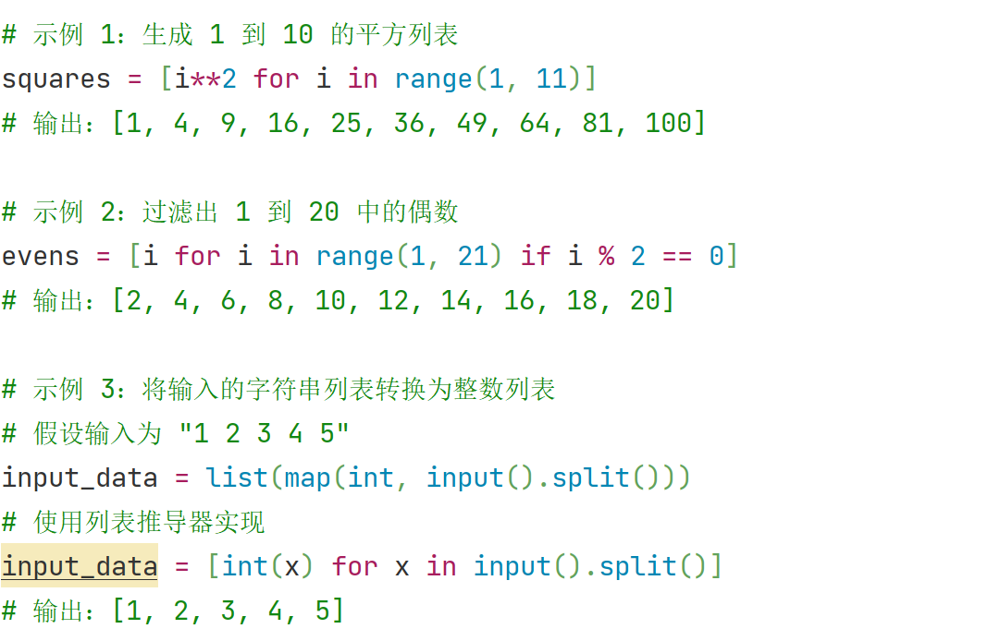 # 示例 1：生成 1 到 10 的平方列表
squares = [i**2 for i in range(1, 11)]
# 输出：[1, 4, 9, 16, 25, 36, 49, 64, 81, 100]
# 示例 2：过滤出 1 到 20 中的偶数
evens = [i for i in range(1, 21) if i % 2 == 0]
# 输出：[2, 4, 6, 8, 10, 12, 14, 16, 18, 20]
# 示例 3：将输入的字符串列表转换为整数列表
# 假设输入为 "1 2 3 4 5"
input_data = list(map(int, input().split()))
# 使用列表推导器实现
input_data = [int(x) for x in input().split()]
# 输出：[1, 2, 3, 4, 5]